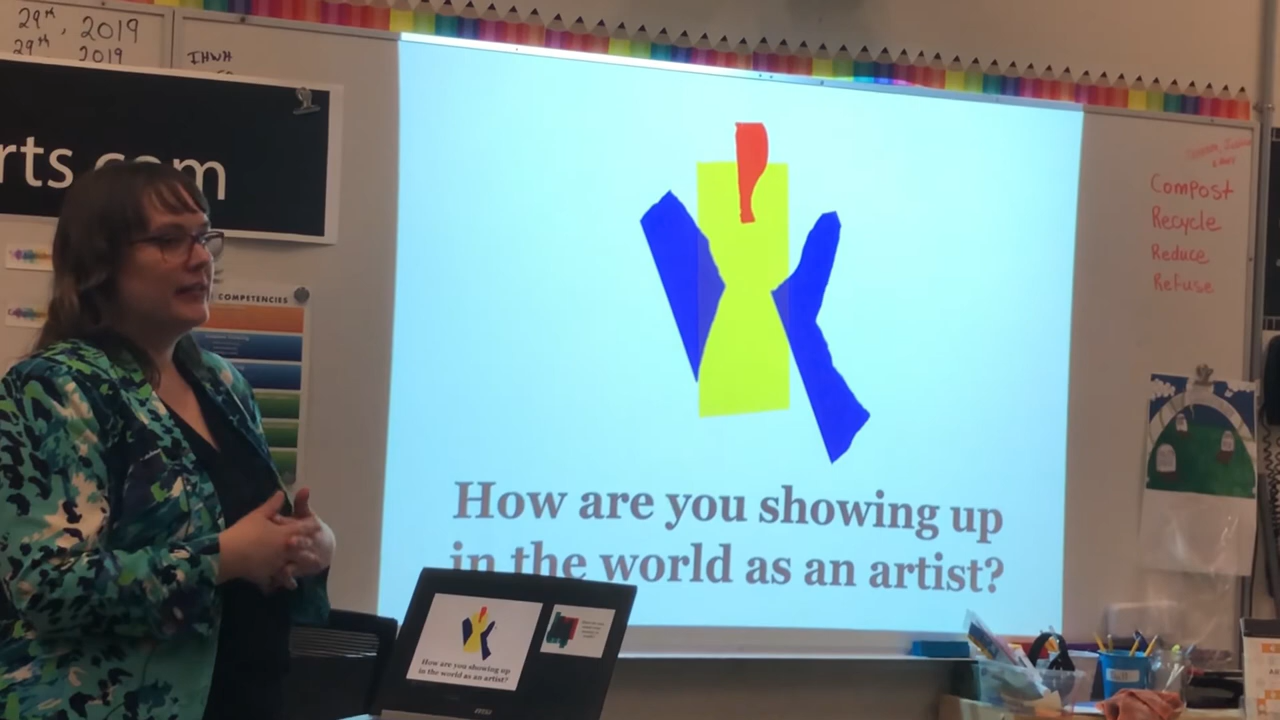 29th, 2019
29th 2019
IHWH
rts.com
COMPETENCIES
Compost
Recycle
Reduce
Refuse
How are you showing up
in the world as an artist?
How are you showing up
in the world as an artist?
msi